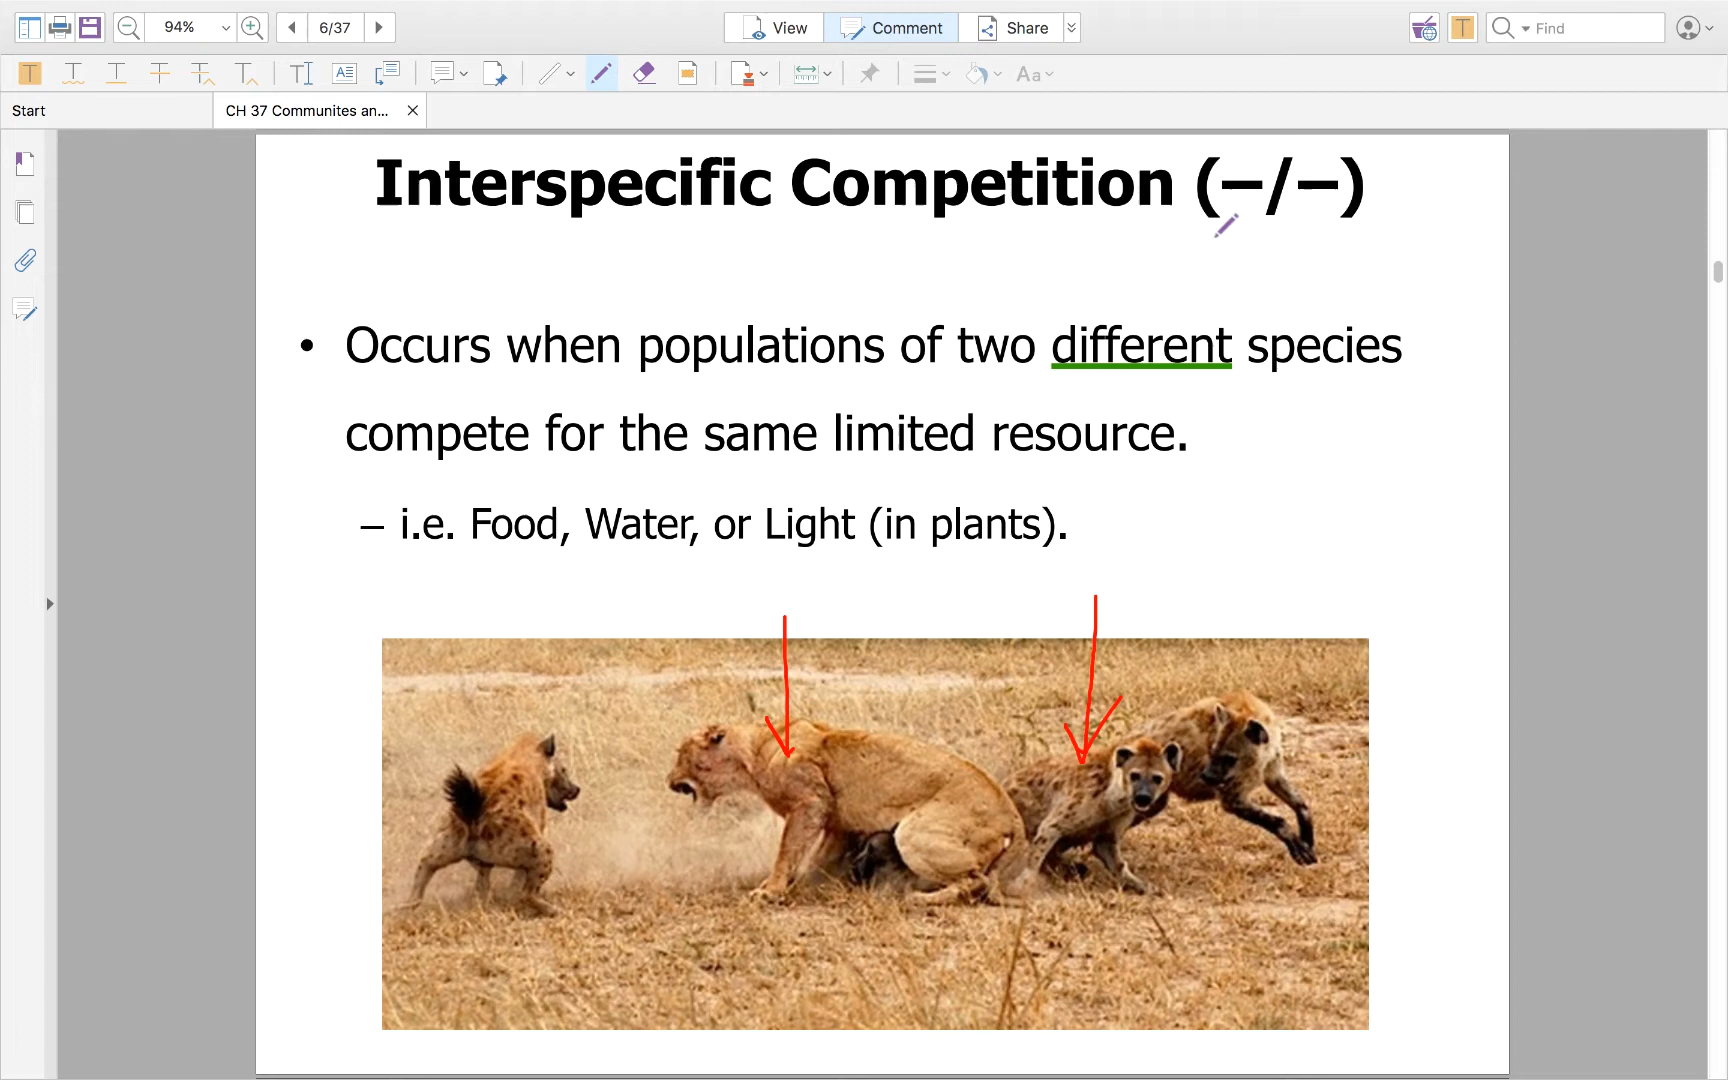 94%
6/37
View
Comment
Share
Find
T
T
T
T
T
T
T
T
A
Aa
Start
CH 37 Communites an...
Interspecific Competition (–/–)
• Occurs when populations of two different species
compete for the same limited resource.
– i.e. Food, Water, or Light (in plants).